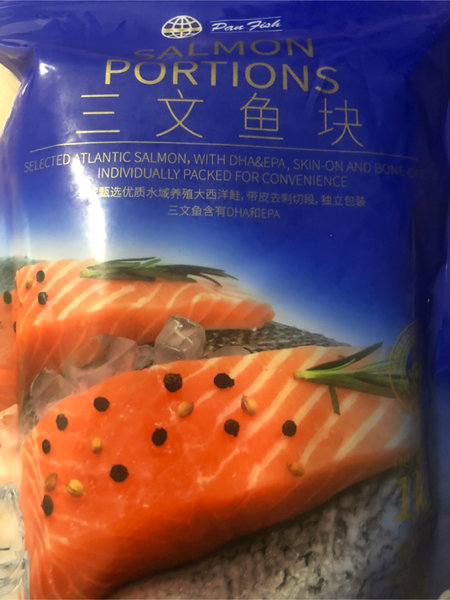 Pan Fish
SALMON
PORTIONS
三文鱼块
SELECTED ATLANTIC SALMON, WITH DHA&EPA, SKIN-ON AND BONE-
INDIVIDUALLY PACKED FOR CONVENIENCE
甄选优质水域养殖大西洋鲑, 带皮去刺切段, 独立包装
三文鱼含有DHA和EPA